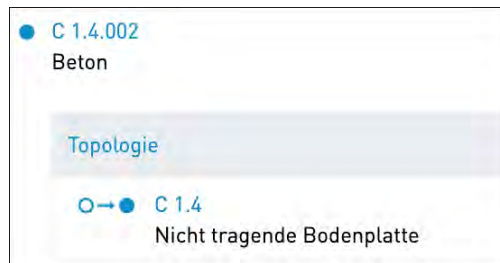 C 1.4.002
Beton
Topologie
C 1.4
Nicht tragende Bodenplatte